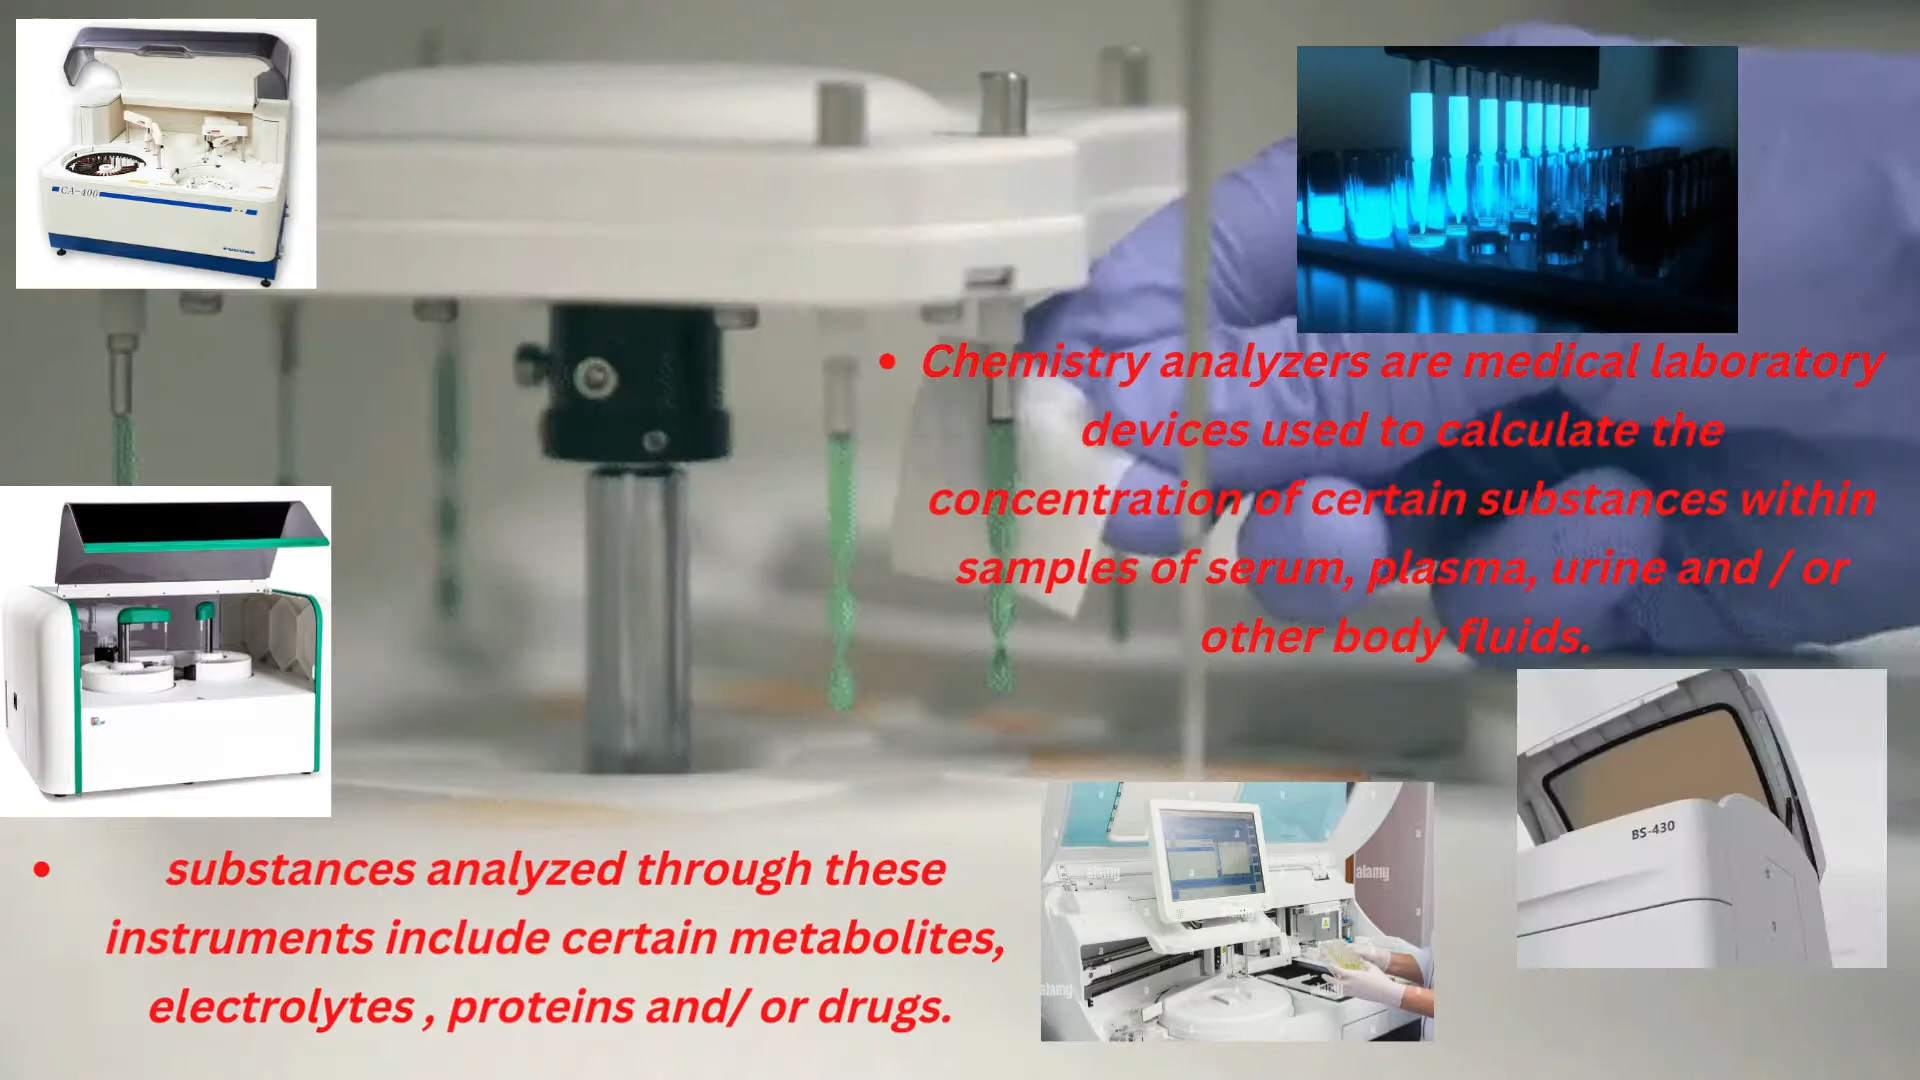 CA-400
• Chemistry analyzers are medical laboratory
devices used to calculate the
concentration of certain substances within
samples of serum, plasma, urine and / or
other body fluids.
BS-430
• substances analyzed through these
instruments include certain metabolites,
electrolytes , proteins and/ or drugs.
alamy
alamy
alamy
alamy